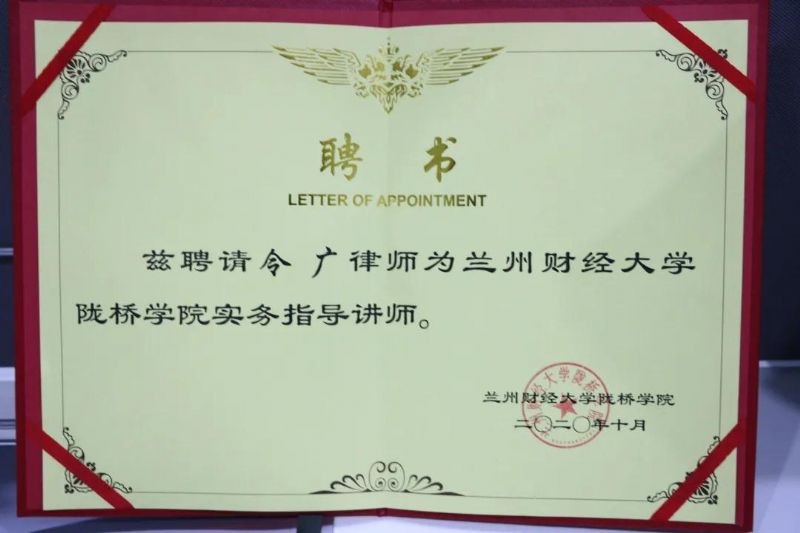 聘 书
LETTER OF APPOINTMENT
兹聘请令 广律师为兰州财经大学
陇桥学院实务指导讲师。
兰州财经大学陇桥学院
二〇二〇年十月